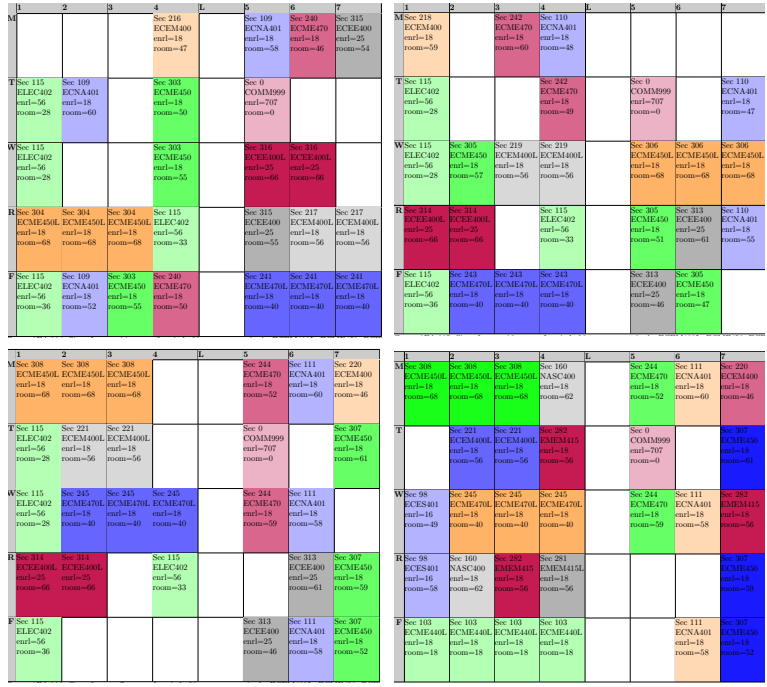 1 2 3 4 L 5 6 7
M Sec 216 Sec 109 Sec 240 Sec 315
ECEM400 ECNA401 ECME470 ECEE400
enrl=18 enrl=18 enrl=18 enrl=25
room=47 room=58 room=46 room=54
T Sec 115 Sec 109 Sec 303 Sec 0
ELEC402 ECNA401 ECME450 COMM999
enrl=56 enrl=18 enrl=18 enrl=707
room=28 room=60 room=50 room=0
W Sec 115 Sec 303 Sec 316 Sec 316
ELEC402 ECME450 ECEE400L ECEE400L
enrl=56 enrl=18 enrl=25 enrl=25
room=28 room=55 room=66 room=66
R Sec 304 Sec 304 Sec 304 Sec 115 Sec 315 Sec 217 Sec 217
ECME450L ECME450L ECME450L ELEC402 ECEE400 ECEM400L ECEM400L
enrl=18 enrl=18 enrl=18 enrl=56 enrl=25 enrl=18 enrl=18
room=68 room=68 room=68 room=33 room=55 room=56 room=56
F Sec 115 Sec 109 Sec 303 Sec 240 Sec 241 Sec 241 Sec 241
ELEC402 ECNA401 ECME450 ECME470 ECME470L ECME470L ECME470L
enrl=56 enrl=18 enrl=18 enrl=18 enrl=18 enrl=18 enrl=18
room=36 room=52 room=55 room=50 room=40 room=40 room=40
1 2 3 4 L 5 6 7
M Sec 218 Sec 242 Sec 110
ECEM400 ECME470 ECNA401
enrl=18 enrl=18 enrl=18
room=59 room=60 room=48
T Sec 115 Sec 242 Sec 0 Sec 110
ELEC402 ECME470 COMM999 ECNA401
enrl=56 enrl=18 enrl=707 enrl=18
room=28 room=49 room=0 room=47
W Sec 115 Sec 305 Sec 219 Sec 219 Sec 306 Sec 306 Sec 306
ELEC402 ECME450 ECEM400L ECEM400L ECME450L ECME450L ECME450L
enrl=56 enrl=18 enrl=18 enrl=18 enrl=18 enrl=18 enrl=18
room=28 room=57 room=56 room=56 room=68 room=68 room=68
R Sec 314 Sec 314 Sec 115 Sec 305 Sec 313 Sec 110
ECEE400L ECEE400L ELEC402 ECME450 ECEE400 ECNA401
enrl=25 enrl=25 enrl=56 enrl=18 enrl=25 enrl=18
room=66 room=66 room=33 room=51 room=61 room=55
F Sec 115 Sec 243 Sec 243 Sec 243 Sec 313 Sec 305
ELEC402 ECME470L ECME470L ECME470L ECEE400 ECME450
enrl=56 enrl=18 enrl=18 enrl=18 enrl=25 enrl=18
room=36 room=40 room=40 room=40 room=46 room=47
1 2 3 4 L 5 6 7
M Sec 308 Sec 308 Sec 308 Sec 244 Sec 111 Sec 220
ECME450L ECME450L ECME450L ECME470 ECNA401 ECEM400
enrl=18 enrl=18 enrl=18 enrl=18 enrl=18 enrl=18
room=68 room=68 room=68 room=52 room=60 room=46
T Sec 115 Sec 221 Sec 221 Sec 0 Sec 307
ELEC402 ECEM400L ECEM400L COMM999 ECME450
enrl=56 enrl=18 enrl=18 enrl=707 enrl=18
room=28 room=56 room=56 room=0 room=61
W Sec 115 Sec 245 Sec 245 Sec 245 Sec 244 Sec 111
ELEC402 ECME470L ECME470L ECME470L ECME470 ECNA401
enrl=56 enrl=18 enrl=18 enrl=18 enrl=18 enrl=18
room=28 room=40 room=40 room=40 room=59 room=58
R Sec 314 Sec 314 Sec 115 Sec 313 Sec 307
ECEE400L ECEE400L ELEC402 ECEE400 ECME450
enrl=25 enrl=25 enrl=56 enrl=25 enrl=18
room=66 room=66 room=33 room=61 room=59
F Sec 115 Sec 313 Sec 111 Sec 307
ELEC402 ECEE400 ECNA401 ECME450
enrl=56 enrl=25 enrl=18 enrl=18
room=36 room=46 room=58 room=52
1 2 3 4 L 5 6 7
M Sec 308 Sec 308 Sec 308 Sec 160 Sec 244 Sec 111 Sec 220
ECME450L ECME450L ECME450L NASC400 ECME470 ECNA401 ECEM400
enrl=18 enrl=18 enrl=18 enrl=18 enrl=18 enrl=18 enrl=18
room=68 room=68 room=68 room=62 room=52 room=60 room=46
T Sec 221 Sec 221 Sec 282 Sec 0 Sec 307
ECEM400L ECEM400L EMEM415 COMM999 ECME450
enrl=18 enrl=18 enrl=18 enrl=707 enrl=18
room=56 room=56 room=56 room=0 room=61
W Sec 98 Sec 245 Sec 245 Sec 245 Sec 244 Sec 111 Sec 282
ECES401 ECME470L ECME470L ECME470L ECME470 ECNA401 EMEM415
enrl=16 enrl=18 enrl=18 enrl=18 enrl=18 enrl=18 enrl=18
room=49 room=40 room=40 room=40 room=59 room=58 room=56
R Sec 98 Sec 160 Sec 282 Sec 281 Sec 307
ECES401 NASC400 EMEM415 EMEM415L ECME450
enrl=16 enrl=18 enrl=18 enrl=18 enrl=18
room=58 room=62 room=56 room=56 room=59
F Sec 103 Sec 103 Sec 103 Sec 103 Sec 111 Sec 307
ECME440L ECME440L ECME440L ECME440L ECNA401 ECME450
enrl=18 enrl=18 enrl=18 enrl=18 enrl=18 enrl=18
room=18 room=18 room=18 room=18 room=58 room=52